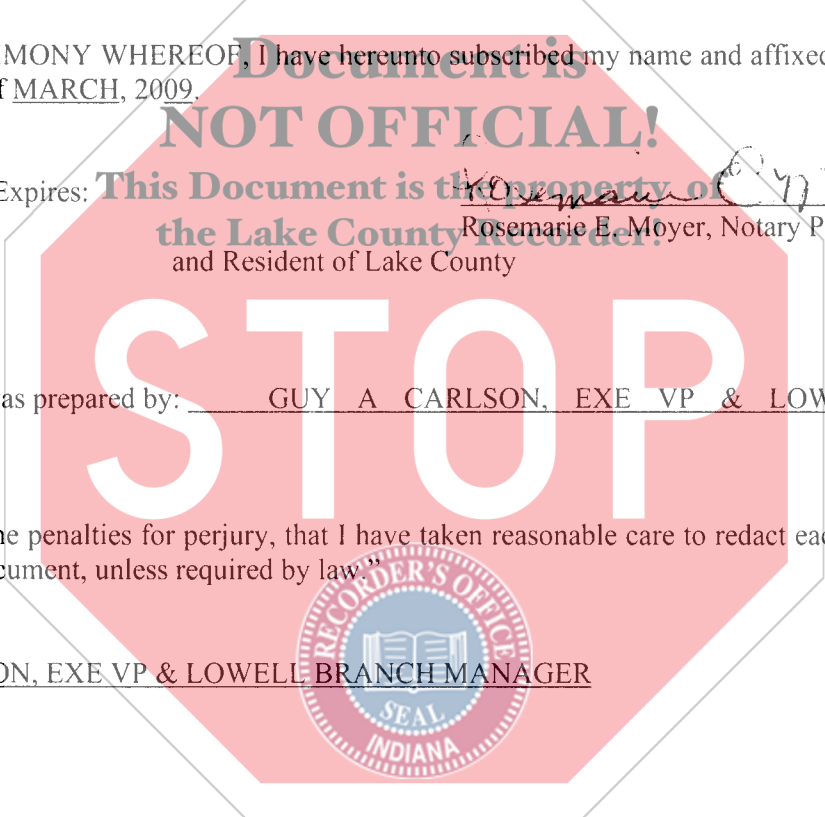 Document is
IMONY WHEREOF, I have hereunto subscribed my name and affixed
f MARCH, 2009.
NOT OFFICIAL!
Expires:
This Document is the property of
the Lake County Recorder!
Rosemarie E. Moyer, Notary P
and Resident of Lake County
STOP
as prepared by: GUY A CARLSON, EXE VP & LOW
ne penalties for perjury, that I have taken reasonable care to redact eac
cument, unless required by law."
RECORDER'S OFFICE
ON, EXE VP & LOWELL BRANCH MANAGER
SEAL
INDIANA